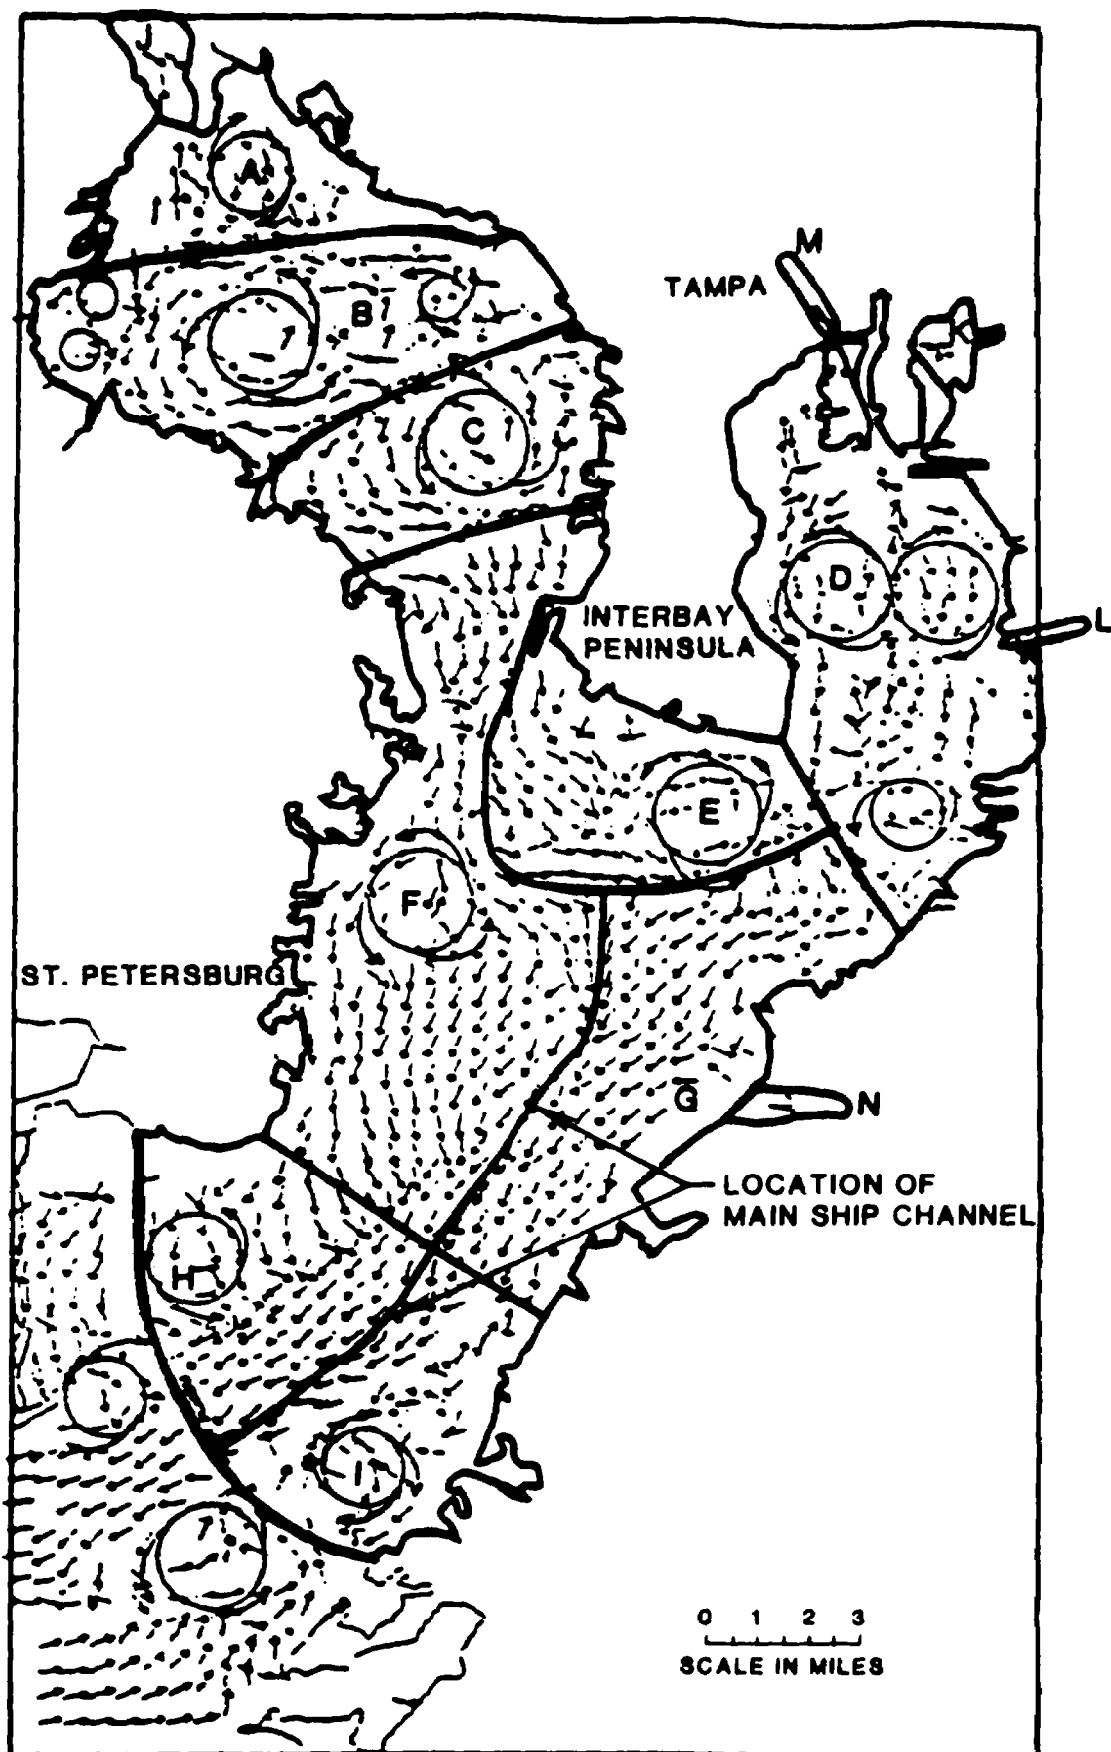 A
M
TAMPA
B
C
D
L
INTERBAY
PENINSULA
E
F
ST. PETERSBURG
G
N
LOCATION OF
MAIN SHIP CHANNEL
H
I
0 1 2 3
SCALE IN MILES